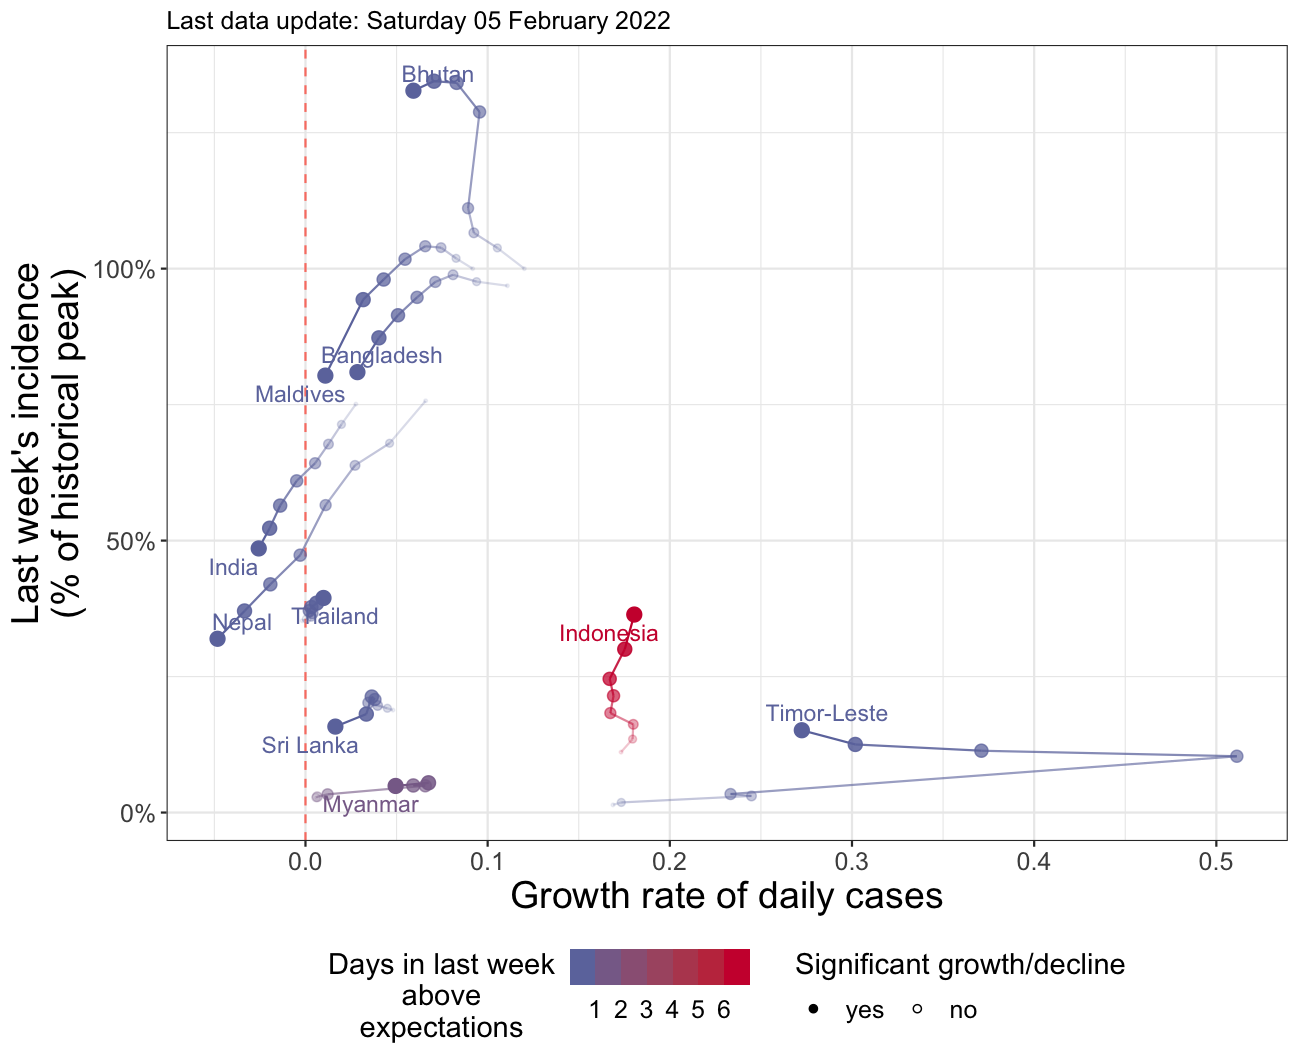 Last data update: Saturday 05 February 2022
Last week's incidence
(% of historical peak)
100%
50%
0%
Bhutan
Bangladesh
Maldives
India
Nepal
Thailand
Indonesia
Timor-Leste
Sri Lanka
Myanmar
0.0 0.1 0.2 0.3 0.4 0.5
Growth rate of daily cases
Days in last week
above
expectations
1 2 3 4 5 6
Significant growth/decline
yes no